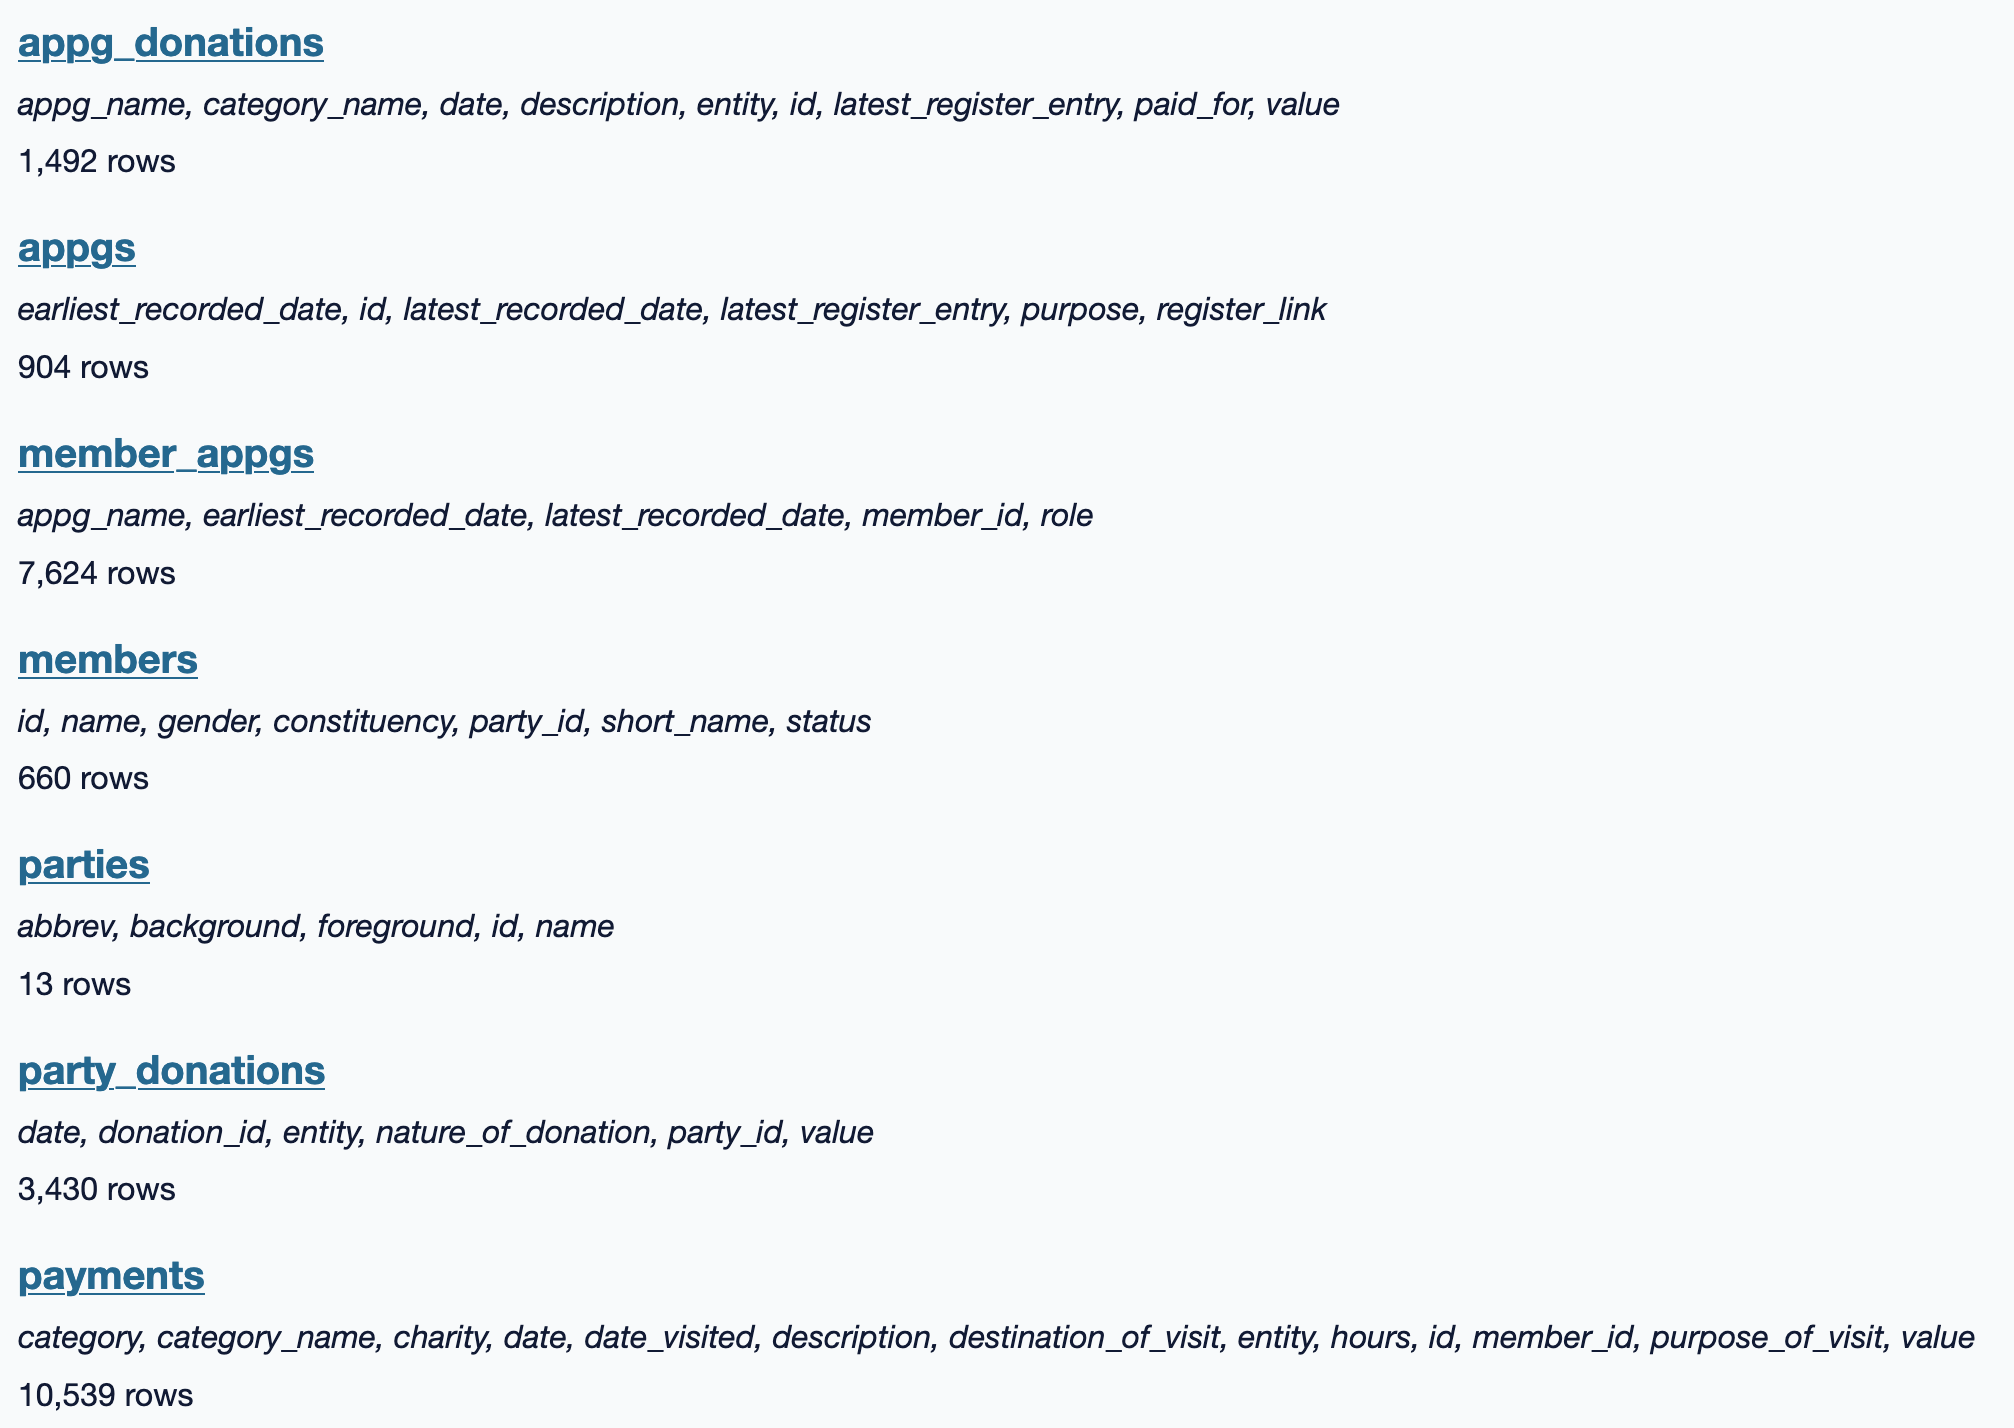 appg_donations
appg_name, category_name, date, description, entity, id, latest_register_entry, paid_for, value
1,492 rows
appgs
earliest_recorded_date, id, latest_recorded_date, latest_register_entry, purpose, register_link
904 rows
member_appgs
appg_name, earliest_recorded_date, latest_recorded_date, member_id, role
7,624 rows
members
id, name, gender, constituency, party_id, short_name, status
660 rows
parties
abbrev, background, foreground, id, name
13 rows
party_donations
date, donation_id, entity, nature_of_donation, party_id, value
3,430 rows
payments
category, category_name, charity, date, date_visited, description, destination_of_visit, entity, hours, id, member_id, purpose_of_visit, value
10,539 rows